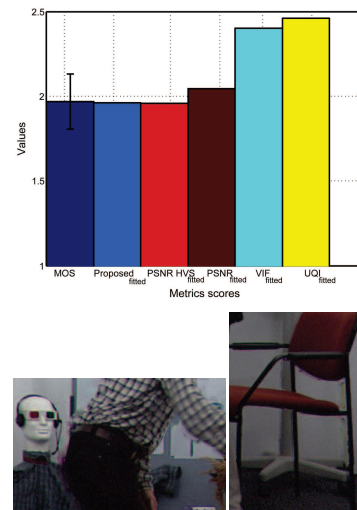 2.5
2
1.5
1
Values
MOS Proposed fitted PSNR HVS fitted PSNR fitted VIF fitted UQI fitted
Metrics scores